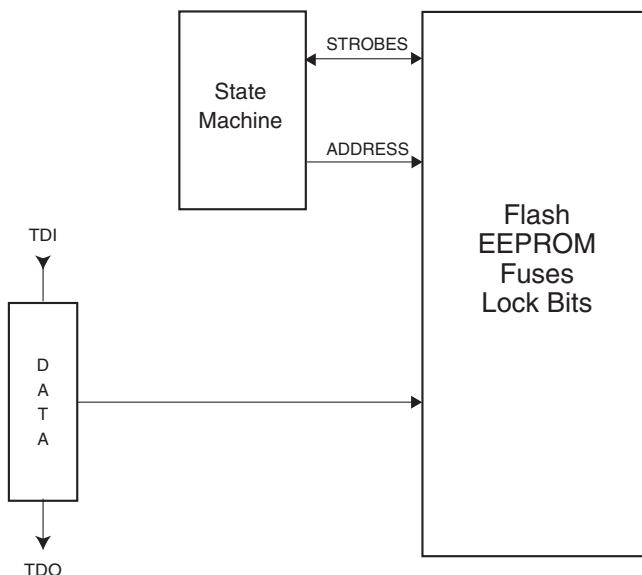 STROBES
State
Machine
ADDRESS
Flash
EEPROM
Fuses
Lock Bits
TDI
D
A
T
A
TDO